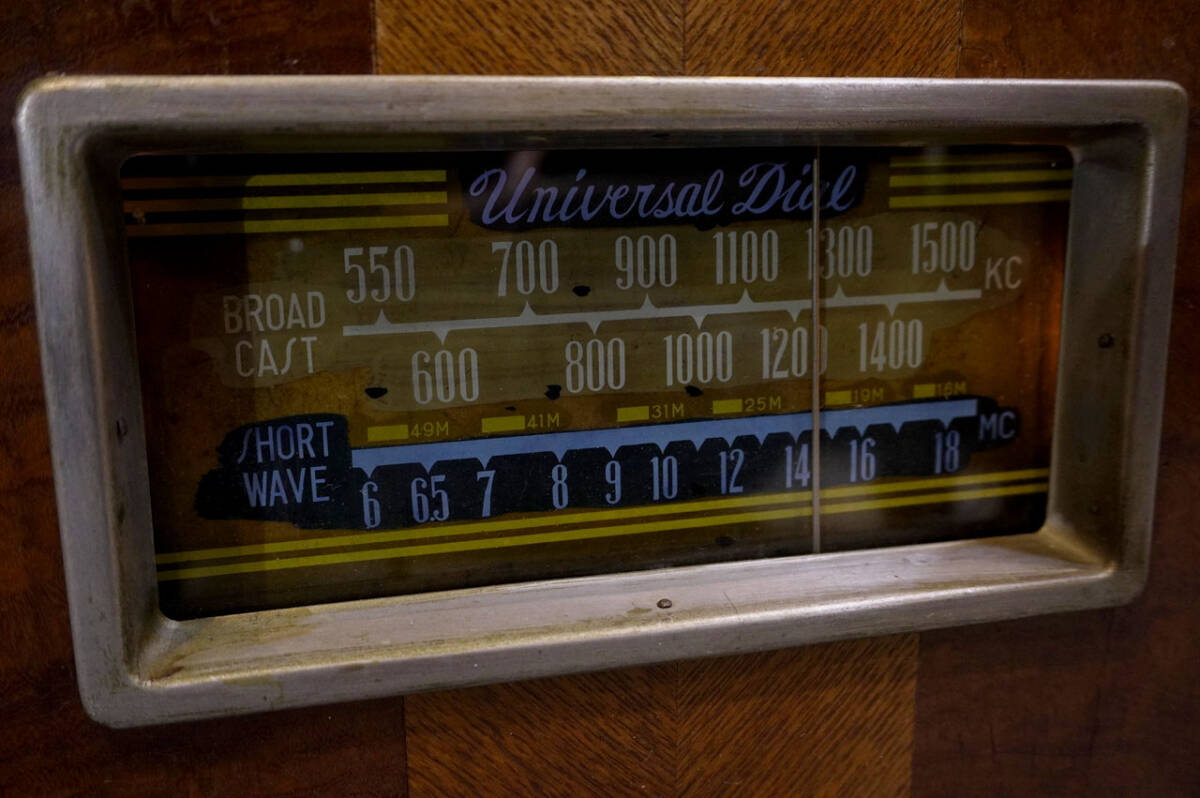 Universal Dial
550 700 900 1100 1300 1500 KC
BROAD
CAST
600 800 1000 1200 1400
49M 41M 31M 25M 19M 16M
SHORT
WAVE
MC
6 6.5 7 8 9 10 12 14 16 18